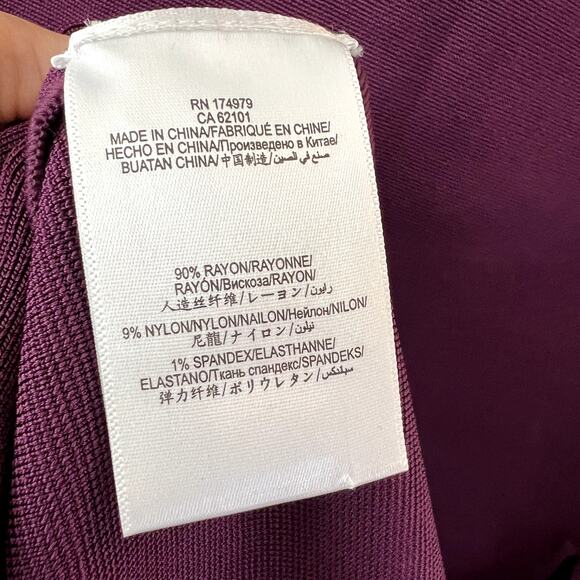 RN 174979
CA 62101
MADE IN CHINA/FABRIQUÉ EN CHINE/
HECHO EN CHINA/Произведено в Китае/
BUATAN CHINA/中国制造/صنع في الصين
90% RAYON/RAYONNE/
RAYÓN/Вискоза/RAYON/
人造丝纤维/レーヨン/رايون
9% NYLON/NYLON/NAILON/Нейлон/NILON/
尼龍/ナイロン/نيلون
1% SPANDEX/ELASTHANNE/
ELASTANO/Ткань спандекс/SPANDEKS/
弹力纤维/ポリウレタン/سبلندكس